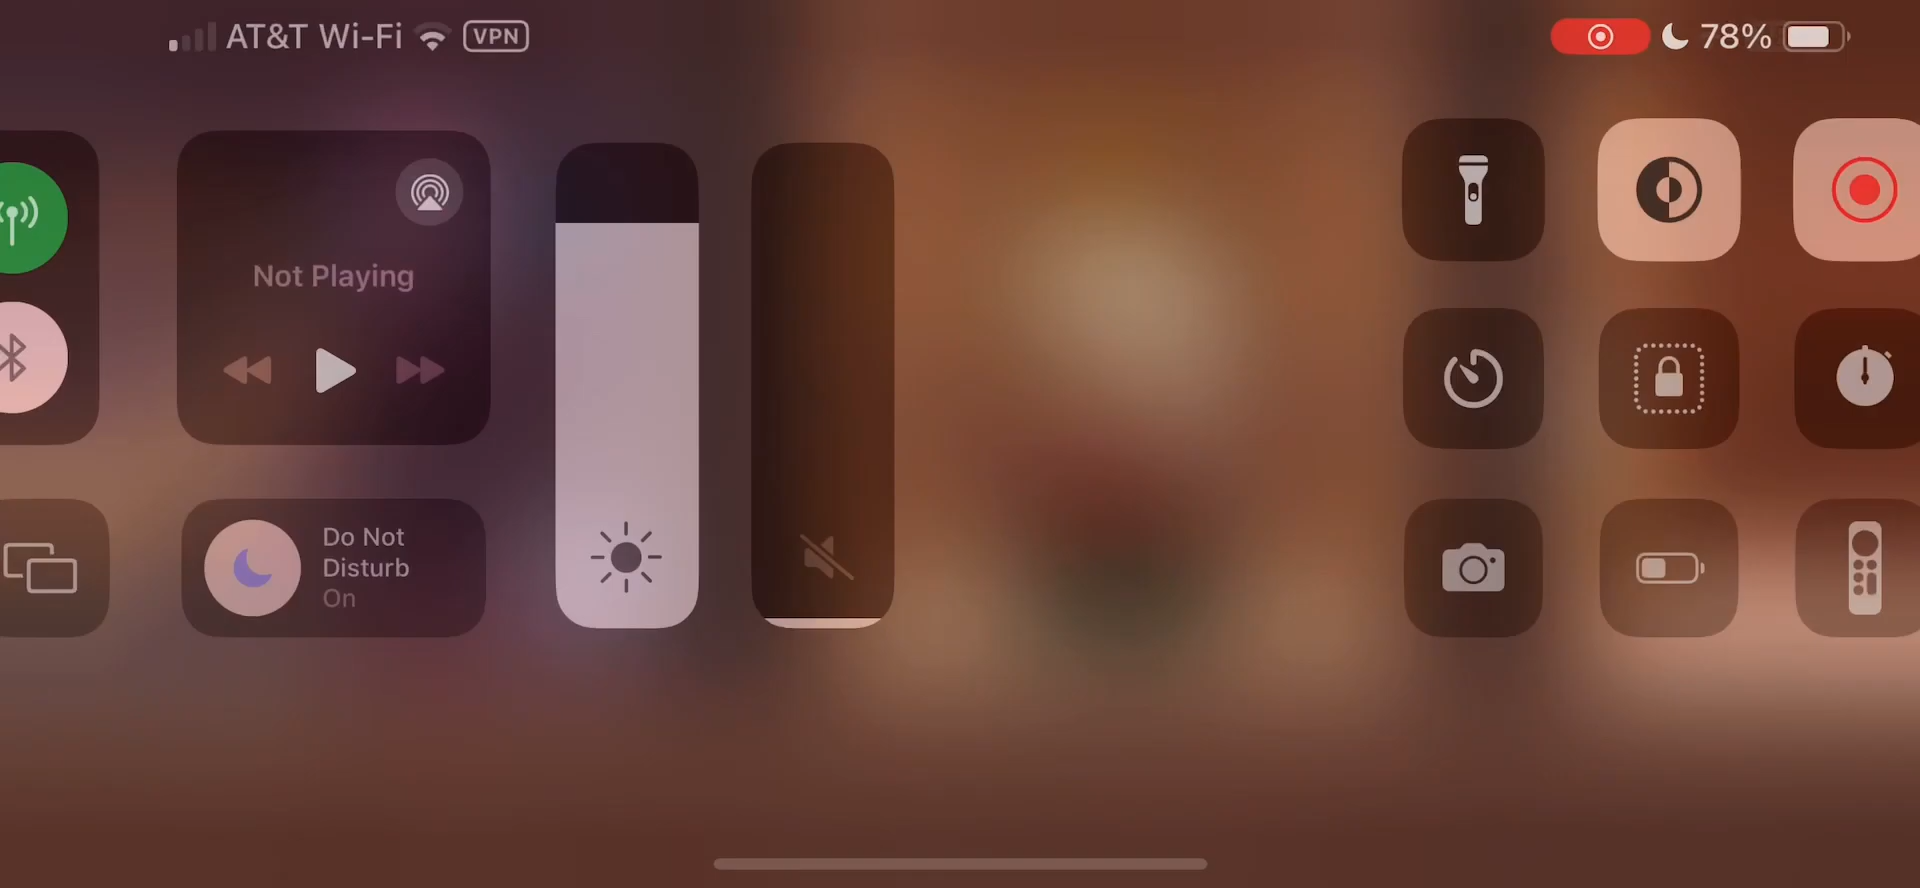 AT&T Wi-Fi VPN
78%
Not Playing
Do Not
Disturb
On